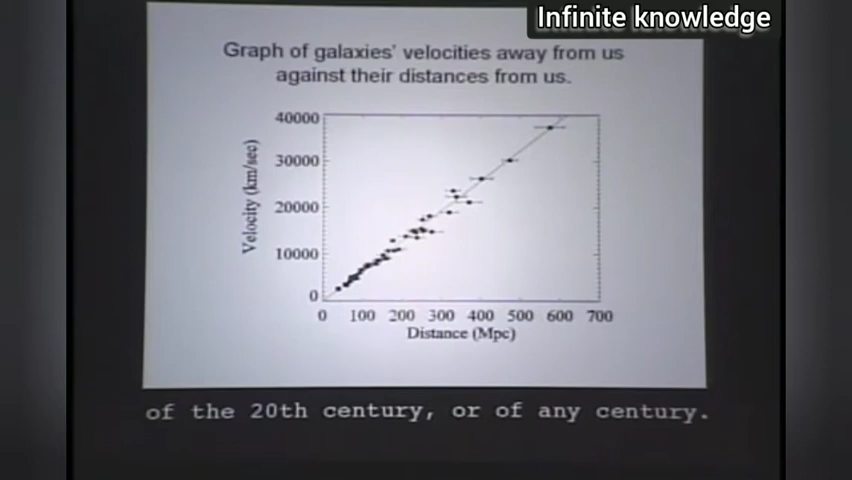 Infinite knowledge
Graph of galaxies' velocities away from us
against their distances from us.
40000
30000
20000
10000
0
Velocity (km/sec)
0 100 200 300 400 500 600 700
Distance (Mpc)
of the 20th century, or of any century.